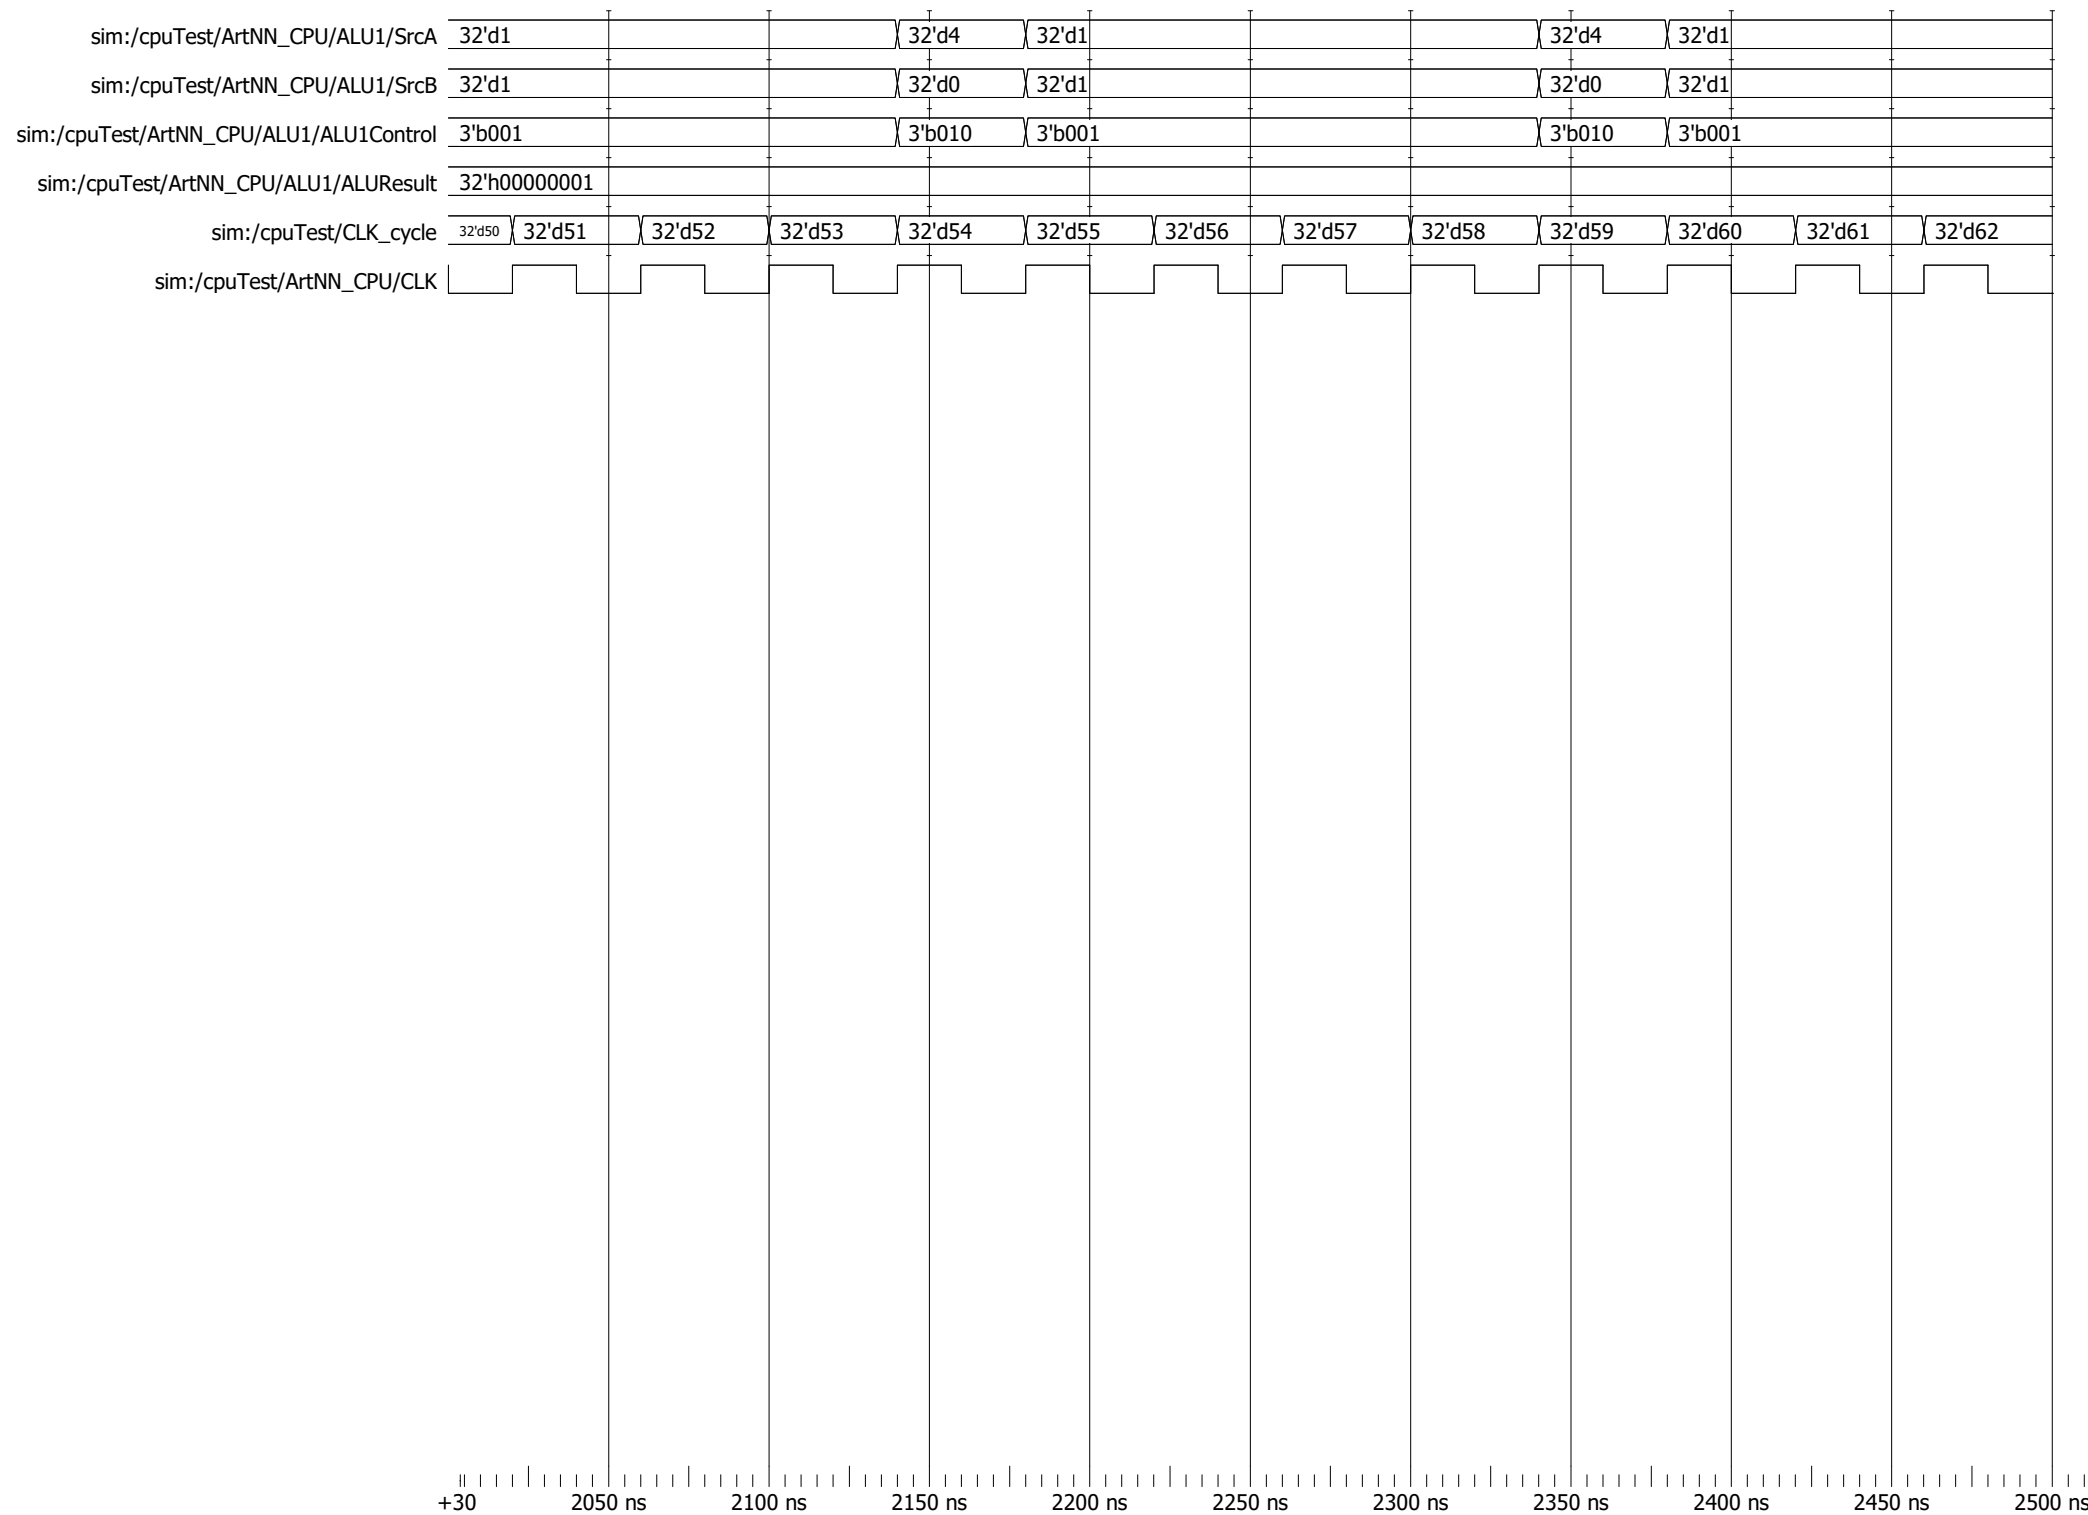 sim:/cpuTest/ArtNN_CPU/ALU1/SrcA 32'd1 32'd4 32'd1 32'd4 32'd1
sim:/cpuTest/ArtNN_CPU/ALU1/SrcB 32'd1 32'd0 32'd1 32'd0 32'd1
sim:/cpuTest/ArtNN_CPU/ALU1/ALU1Control 3'b001 3'b010 3'b001 3'b010 3'b001
sim:/cpuTest/ArtNN_CPU/ALU1/ALUResult 32'h00000001
sim:/cpuTest/CLK_cycle 32'd50 32'd51 32'd52 32'd53 32'd54 32'd55 32'd56 32'd57 32'd58 32'd59 32'd60 32'd61 32'd62
sim:/cpuTest/ArtNN_CPU/CLK
+30 2050 ns 2100 ns 2150 ns 2200 ns 2250 ns 2300 ns 2350 ns 2400 ns 2450 ns 2500 ns